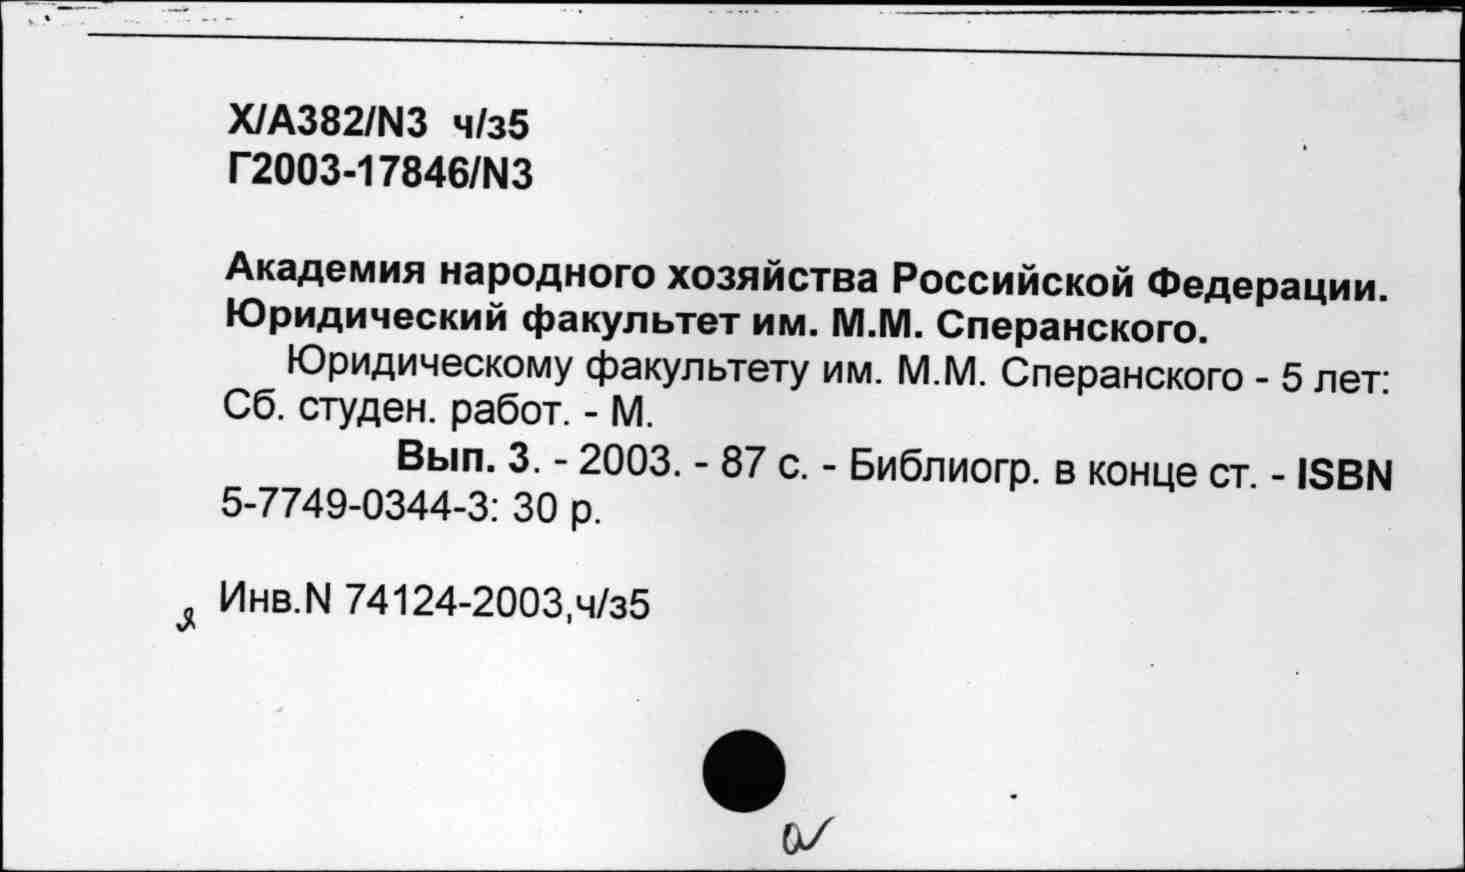 Х/А382/N3 ч/з5
Г2003-17846/N3
Академия народного хозяйства Российской Федерации.
Юридический факультет им. М.М. Сперанского.
Юридическому факультету им. М.М. Сперанского - 5 лет:
Сб. студен. работ. - М.
Вып. 3. - 2003. - 87 с. - Библиогр. в конце ст. - ISBN
5-7749-0344-3: 30 р.
Инв.N 74124-2003,ч/з5